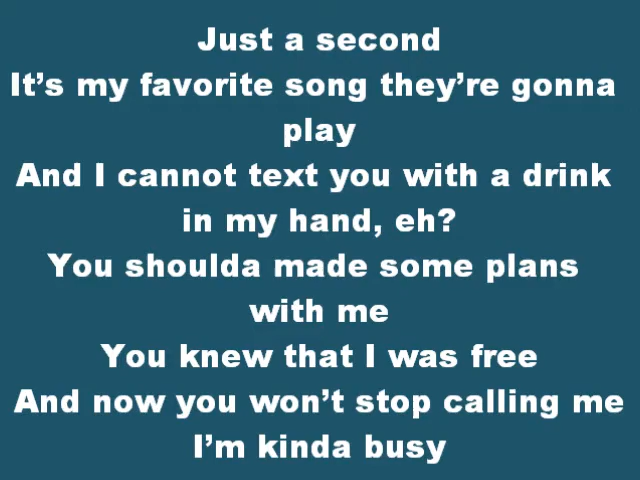 Just a second
It’s my favorite song they’re gonna
play
And I cannot text you with a drink
in my hand, eh?
You shoulda made some plans
with me
You knew that I was free
And now you won’t stop calling me
I’m kinda busy